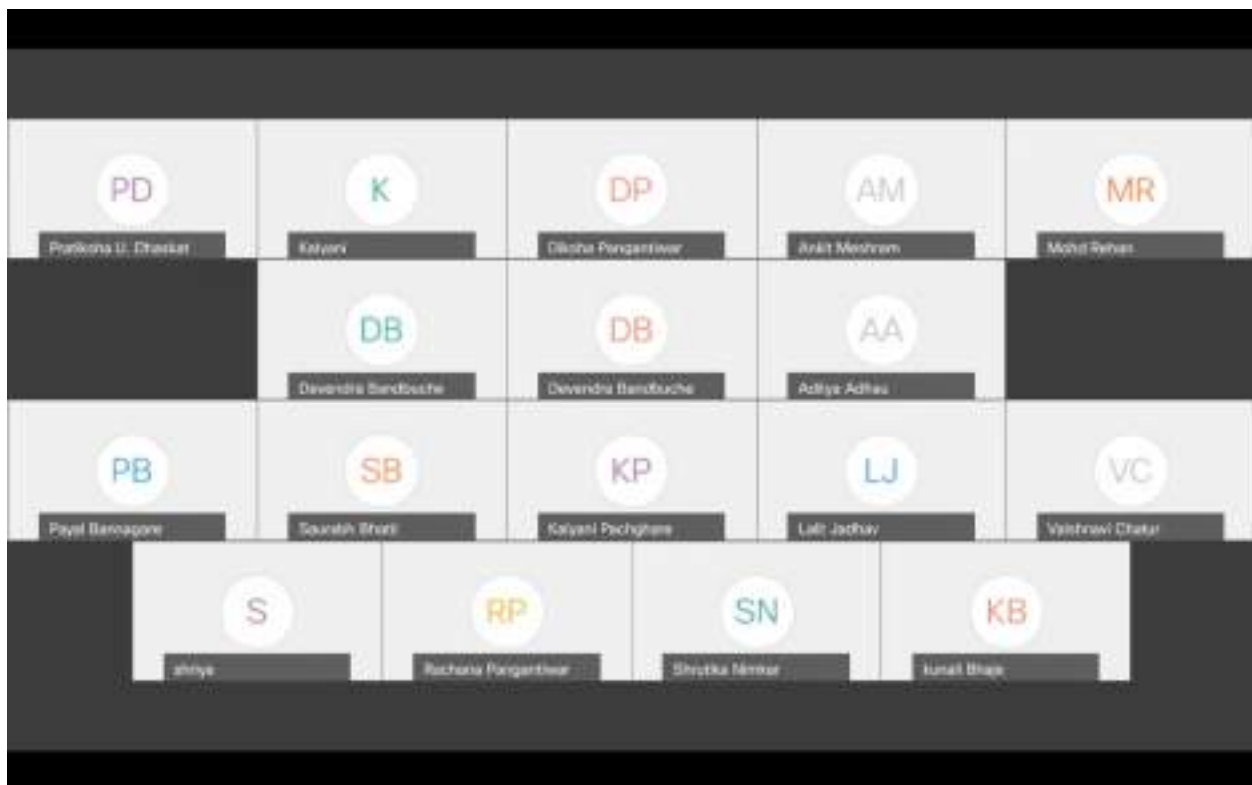 PD
K
DP
AM
MR
Pratiksha U. Dhaskat
Kalyani
Diksha Pangantiwar
Ankit Meshram
Mohd Rehan
DB
DB
AA
Devendra Bandbuche
Devendra Bandbuche
Aditya Adhau
PB
SB
KP
LJ
VC
Payal
Saurabh Bhoti
Kalyani Pachghare
Lalit Jadhav
Vaishnavi Chatur
S
RP
SN
KB
shriya
Rachana Pangantiwar
Shrutika Nimkar
kunall